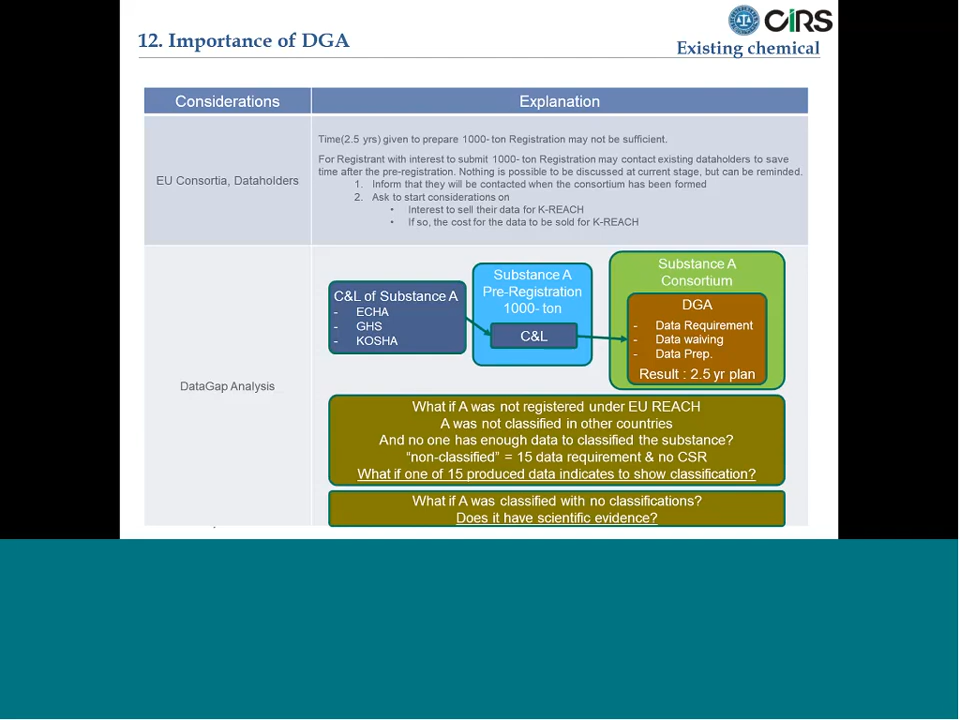 CIRS
12. Importance of DGA
Existing chemical
Considerations
Explanation
EU Consortia, Dataholders
Time(2.5 yrs) given to prepare 1000- ton Registration may not be sufficient.
For Registrant with interest to submit 1000- ton Registration may contact existing dataholders to save
time after the pre-registration. Nothing is possible to be discussed at current stage, but can be reminded.
1. Inform that they will be contacted when the consortium has been formed
2. Ask to start considerations on
• Interest to sell their data for K-REACH
• If so, the cost for the data to be sold for K-REACH
DataGap Analysis
C&L of Substance A
- ECHA
- GHS
- KOSHA
Substance A
Pre-Registration
1000- ton
C&L
Substance A
Consortium
DGA
- Data Requirement
- Data waiving
- Data Prep.
Result : 2.5 yr plan
What if A was not registered under EU REACH
A was not classified in other countries
And no one has enough data to classified the substance?
“non-classified” = 15 data requirement & no CSR
What if one of 15 produced data indicates to show classification?
What if A was classified with no classifications?
Does it have scientific evidence?